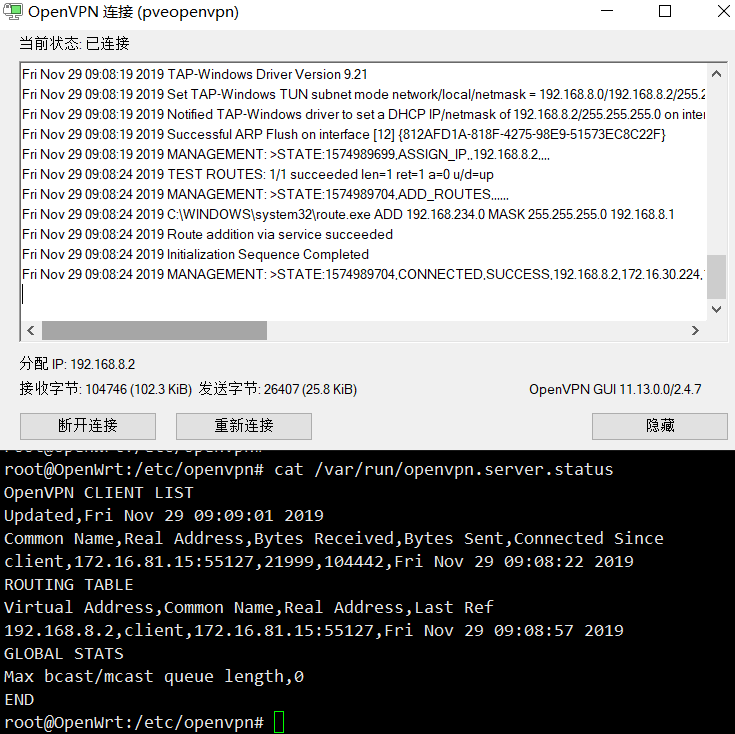 OpenVPN 连接 (pveopenvpn)
当前状态: 已连接
Fri Nov 29 09:08:19 2019 TAP-Windows Driver Version 9.21
Fri Nov 29 09:08:19 2019 Set TAP-Windows TUN subnet mode network/local/netmask = 192.168.8.0/192.168.8.2/255.2
Fri Nov 29 09:08:19 2019 Notified TAP-Windows driver to set a DHCP IP/netmask of 192.168.8.2/255.255.255.0 on inter
Fri Nov 29 09:08:19 2019 Successful ARP Flush on interface [12] {812AFD1A-818F-4275-98E9-51573EC8C22F}
Fri Nov 29 09:08:19 2019 MANAGEMENT: >STATE:1574989699,ASSIGN_IP,,192.168.8.2,,,,
Fri Nov 29 09:08:24 2019 TEST ROUTES: 1/1 succeeded len=1 ret=1 a=0 u/d=up
Fri Nov 29 09:08:24 2019 MANAGEMENT: >STATE:1574989704,ADD_ROUTES,,,,,,
Fri Nov 29 09:08:24 2019 C:\WINDOWS\system32\route.exe ADD 192.168.234.0 MASK 255.255.255.0 192.168.8.1
Fri Nov 29 09:08:24 2019 Route addition via service succeeded
Fri Nov 29 09:08:24 2019 Initialization Sequence Completed
Fri Nov 29 09:08:24 2019 MANAGEMENT: >STATE:1574989704,CONNECTED,SUCCESS,192.168.8.2,172.16.30.224,
分配 IP: 192.168.8.2
接收字节: 104746 (102.3 KiB) 发送字节: 26407 (25.8 KiB) OpenVPN GUI 11.13.0.0/2.4.7
断开连接 重新连接 隐藏
root@OpenWrt:/etc/openvpn# cat /var/run/openvpn.server.status
OpenVPN CLIENT LIST
Updated,Fri Nov 29 09:09:01 2019
Common Name,Real Address,Bytes Received,Bytes Sent,Connected Since
client,172.16.81.15:55127,21999,104442,Fri Nov 29 09:08:22 2019
ROUTING TABLE
Virtual Address,Common Name,Real Address,Last Ref
192.168.8.2,client,172.16.81.15:55127,Fri Nov 29 09:08:57 2019
GLOBAL STATS
Max bcast/mcast queue length,0
END
root@OpenWrt:/etc/openvpn#